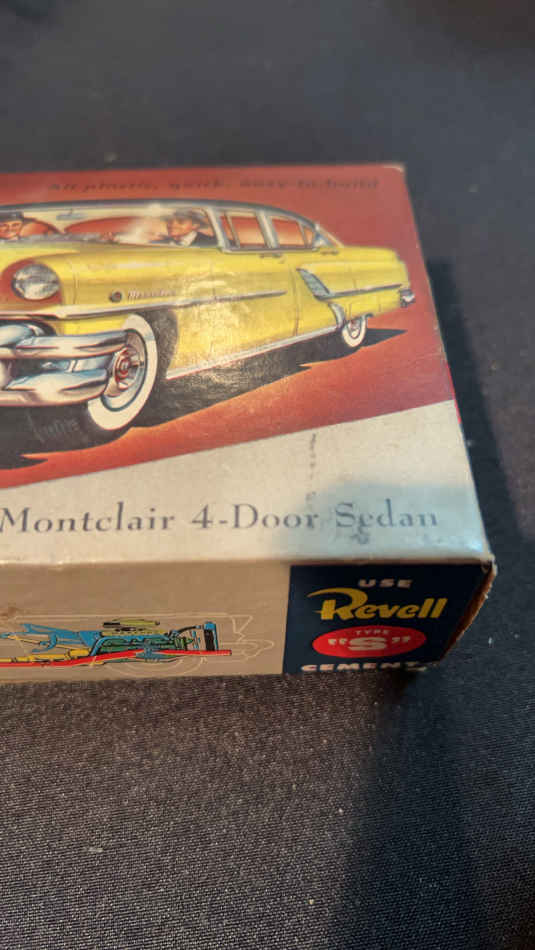 All-plastic, quick, easy-to-build
Montclair 4-Door Sedan
USE
Revell
TYPE
"S"
CEMENT